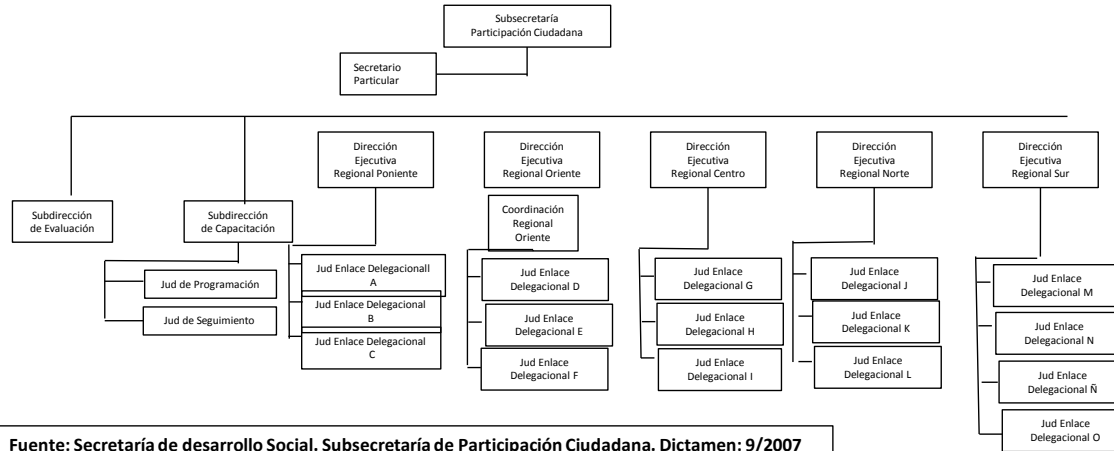 Subsecretaría
Participación Ciudadana
Secretario
Particular
Dirección
Ejecutiva
Regional Poniente
Dirección
Ejecutiva
Regional Oriente
Dirección
Ejecutiva
Regional Centro
Dirección
Ejecutiva
Regional Norte
Dirección
Ejecutiva
Regional Sur
Subdirección
de Evaluación
Subdirección
de Capacitación
Coordinación
Regional
Oriente
Jud de Programación
Jud de Seguimiento
Jud Enlace Delegacionall
A
Jud Enlace Delegacional
B
Jud Enlace Delegacional
C
Jud Enlace
Delegacional D
Jud Enlace
Delegacional E
Jud Enlace
Delegacional F
Jud Enlace
Delegacional G
Jud Enlace
Delegacional H
Jud Enlace
Delegacional I
Jud Enlace
Delegacional J
Jud Enlace
Delegacional K
Jud Enlace
Delegacional L
Jud Enlace
Delegacional M
Jud Enlace
Delegacional N
Jud Enlace
Delegacional Ñ
Jud Enlace
Delegacional O
Fuente: Secretaría de desarrollo Social. Subsecretaría de Participación Ciudadana. Dictamen: 9/2007